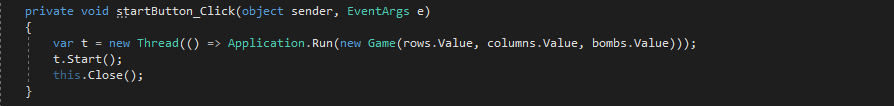 private void startButton_Click(object sender, EventArgs e)
{
var t = new Thread(() => Application.Run(new Game(rows.Value, columns.Value, bombs.Value)));
t.Start();
this.Close();
}